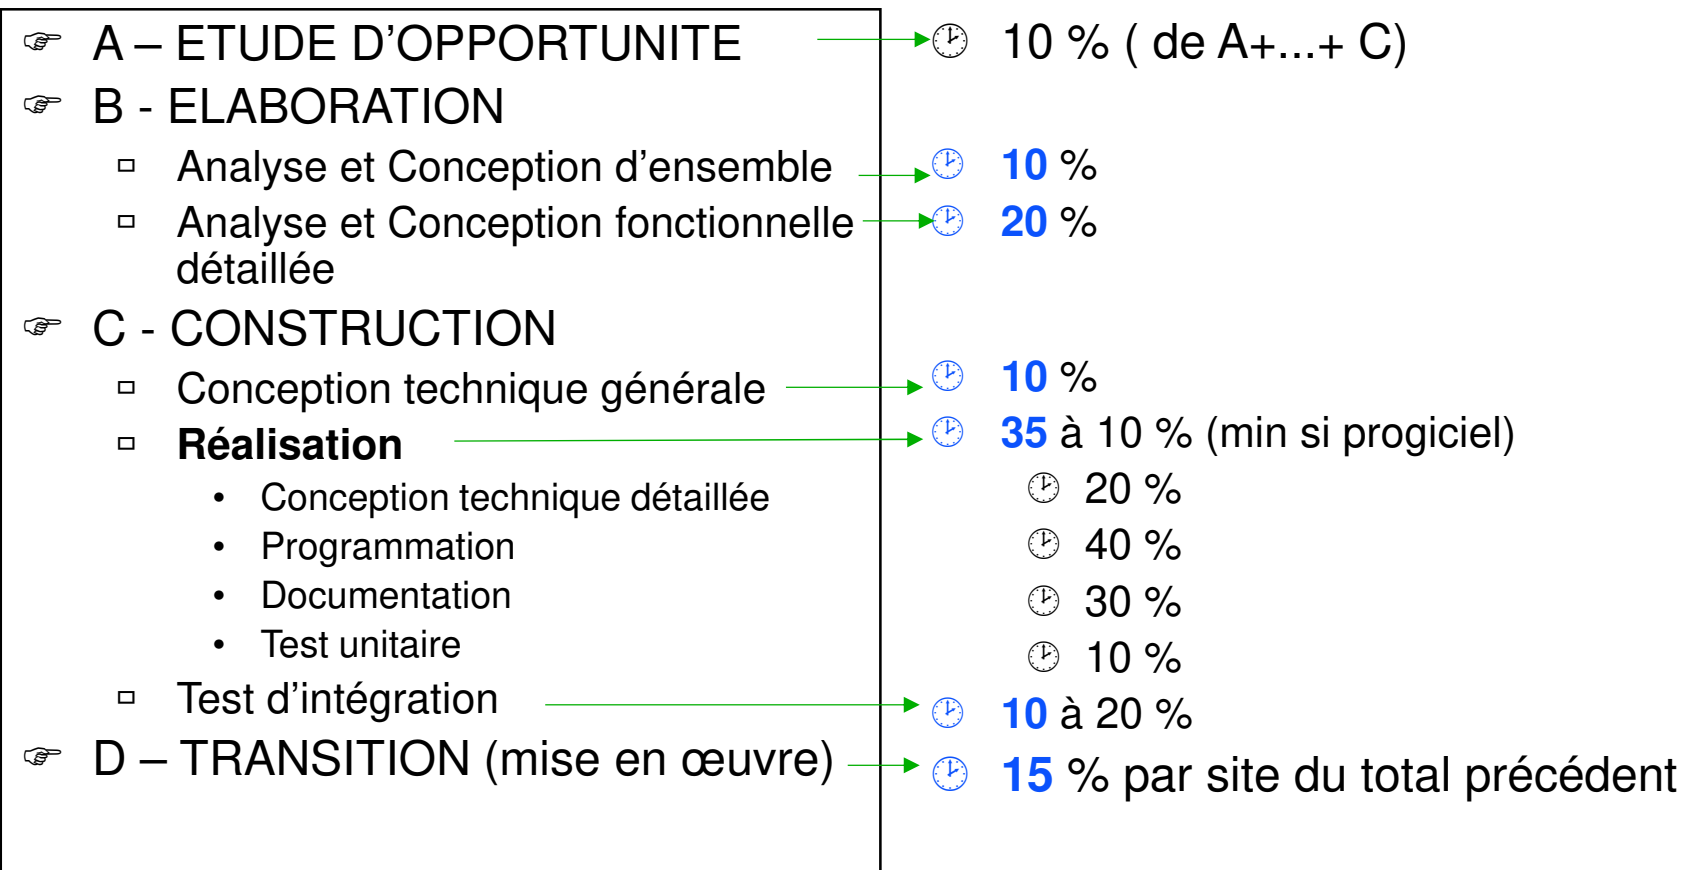 A – ETUDE D'OPPORTUNITE
10 % ( de A+...+ C)
B - ELABORATION
Analyse et Conception d'ensemble
10 %
Analyse et Conception fonctionnelle
détaillée
20 %
C - CONSTRUCTION
Conception technique générale
10 %
Réalisation
35 à 10 % (min si progiciel)
Conception technique détaillée
20 %
Programmation
40 %
Documentation
30 %
Test unitaire
10 %
Test d’intégration
10 à 20 %
D – TRANSITION (mise en œuvre)
15 % par site du total précédent